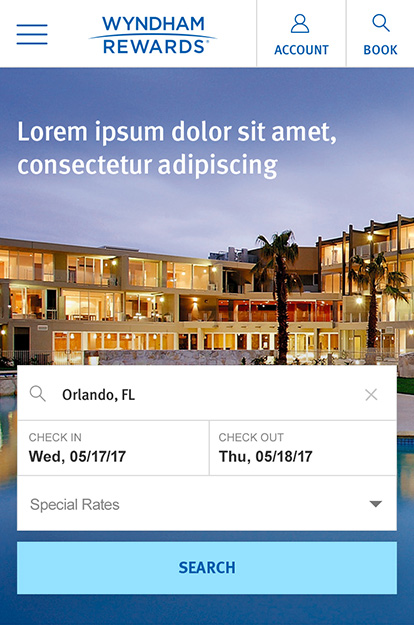 WYNDHAM
REWARDS®
ACCOUNT
BOOK
Lorem ipsum dolor sit amet,
consectetur adipiscing
Orlando, FL
CHECK IN
Wed, 05/17/17
CHECK OUT
Thu, 05/18/17
Special Rates
SEARCH